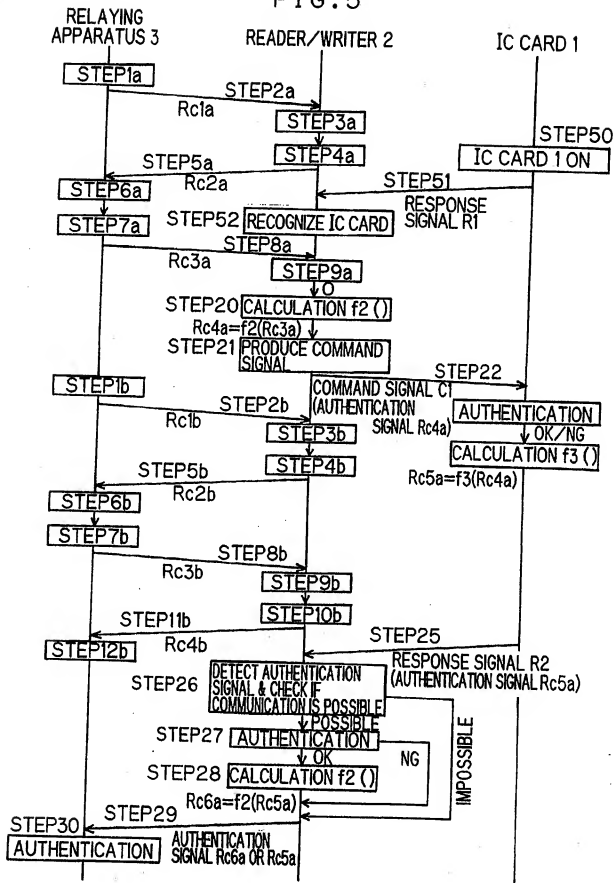 FIG.5
RELAYING
APPARATUS 3
READER/WRITER 2
IC CARD 1
STEP1a
STEP2a
Rc1a
STEP3a
STEP50
STEP4a
IC CARD 1 ON
STEP5a
Rc2a
STEP51
STEP6a
RESPONSE
SIGNAL R1
STEP52
RECOGNIZE IC CARD
STEP7a
STEP8a
Rc3a
STEP9a
O
STEP20
CALCULATION f2 ()
Rc4a=f2(Rc3a)
STEP21
PRODUCE COMMAND
SIGNAL
STEP22
STEP1b
COMMAND SIGNAL C1
(AUTHENTICATION
SIGNAL Rc4a)
STEP2b
Rc1b
AUTHENTICATION
STEP3b
OK/NG
STEP4b
CALCULATION f3 ()
STEP5b
Rc5a=f3(Rc4a)
Rc2b
STEP6b
STEP7b
STEP8b
Rc3b
STEP9b
STEP10b
STEP11b
STEP25
Rc4b
STEP12b
RESPONSE SIGNAL R2
(AUTHENTICATION SIGNAL Rc5a)
STEP26
DETECT AUTHENTICATION
SIGNAL & CHECK IF
COMMUNICATION IS POSSIBLE
POSSIBLE
STEP27
AUTHENTICATION
OK
NG
IMPOSSIBLE
STEP28
CALCULATION f2 ()
Rc6a=f2(Rc5a)
STEP29
STEP30
AUTHENTICATION
AUTHENTICATION
SIGNAL Rc6a OR Rc5a